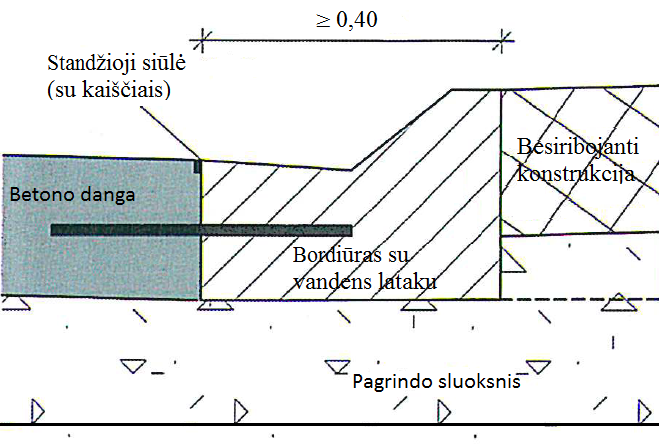 ≥ 0,40
Standžioji siūlė
(su kaiščiais)
Besiribojanti
konstrukcija
Betono danga
Bordiūras su
vandens lataku
Pagrindo sluoksnis